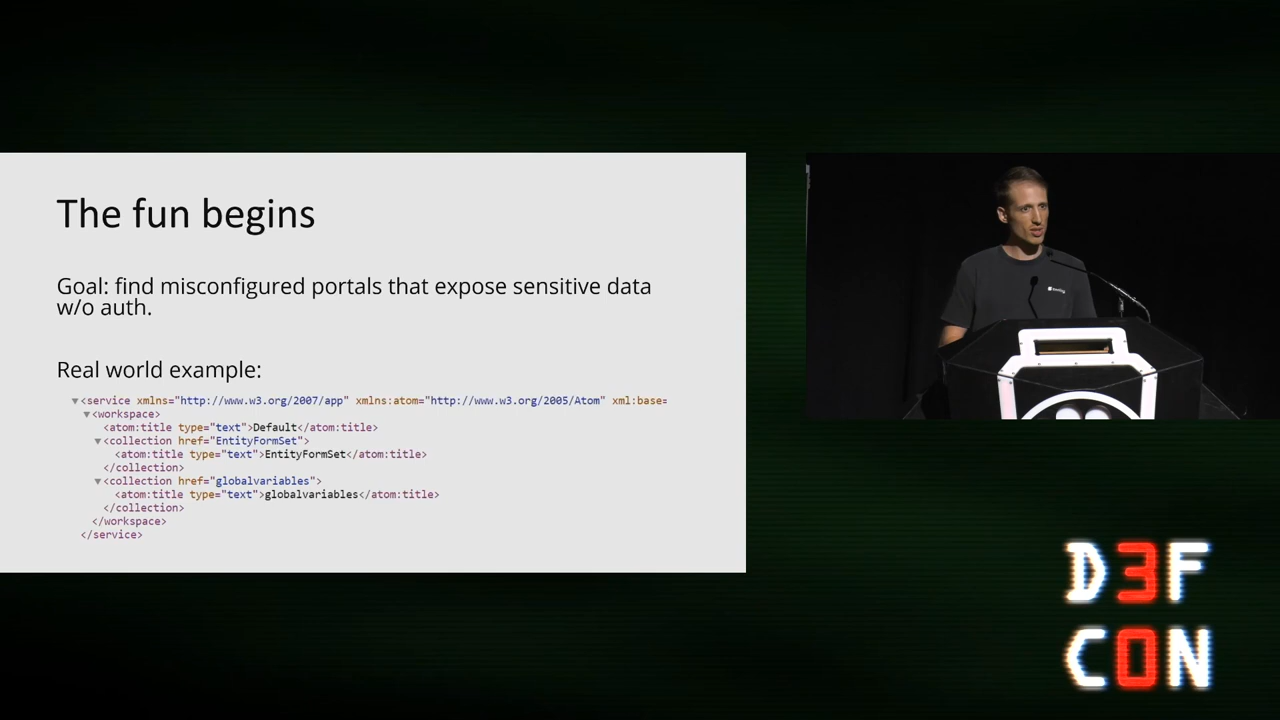 The fun begins
Goal: find misconfigured portals that expose sensitive data
w/o auth.
Real world example:
<service xmlns="http://www.w3.org/2007/app" xmlns:atom="http://www.w3.org/2005/Atom" xml:base=
<workspace>
<atom:title type="text">Default</atom:title>
<collection href="EntityFormSet">
<atom:title type="text">EntityFormSet</atom:title>
</collection>
<collection href="globalvariables">
<atom:title type="text">globalvariables</atom:title>
</collection>
</workspace>
</service>
D3F
C0N